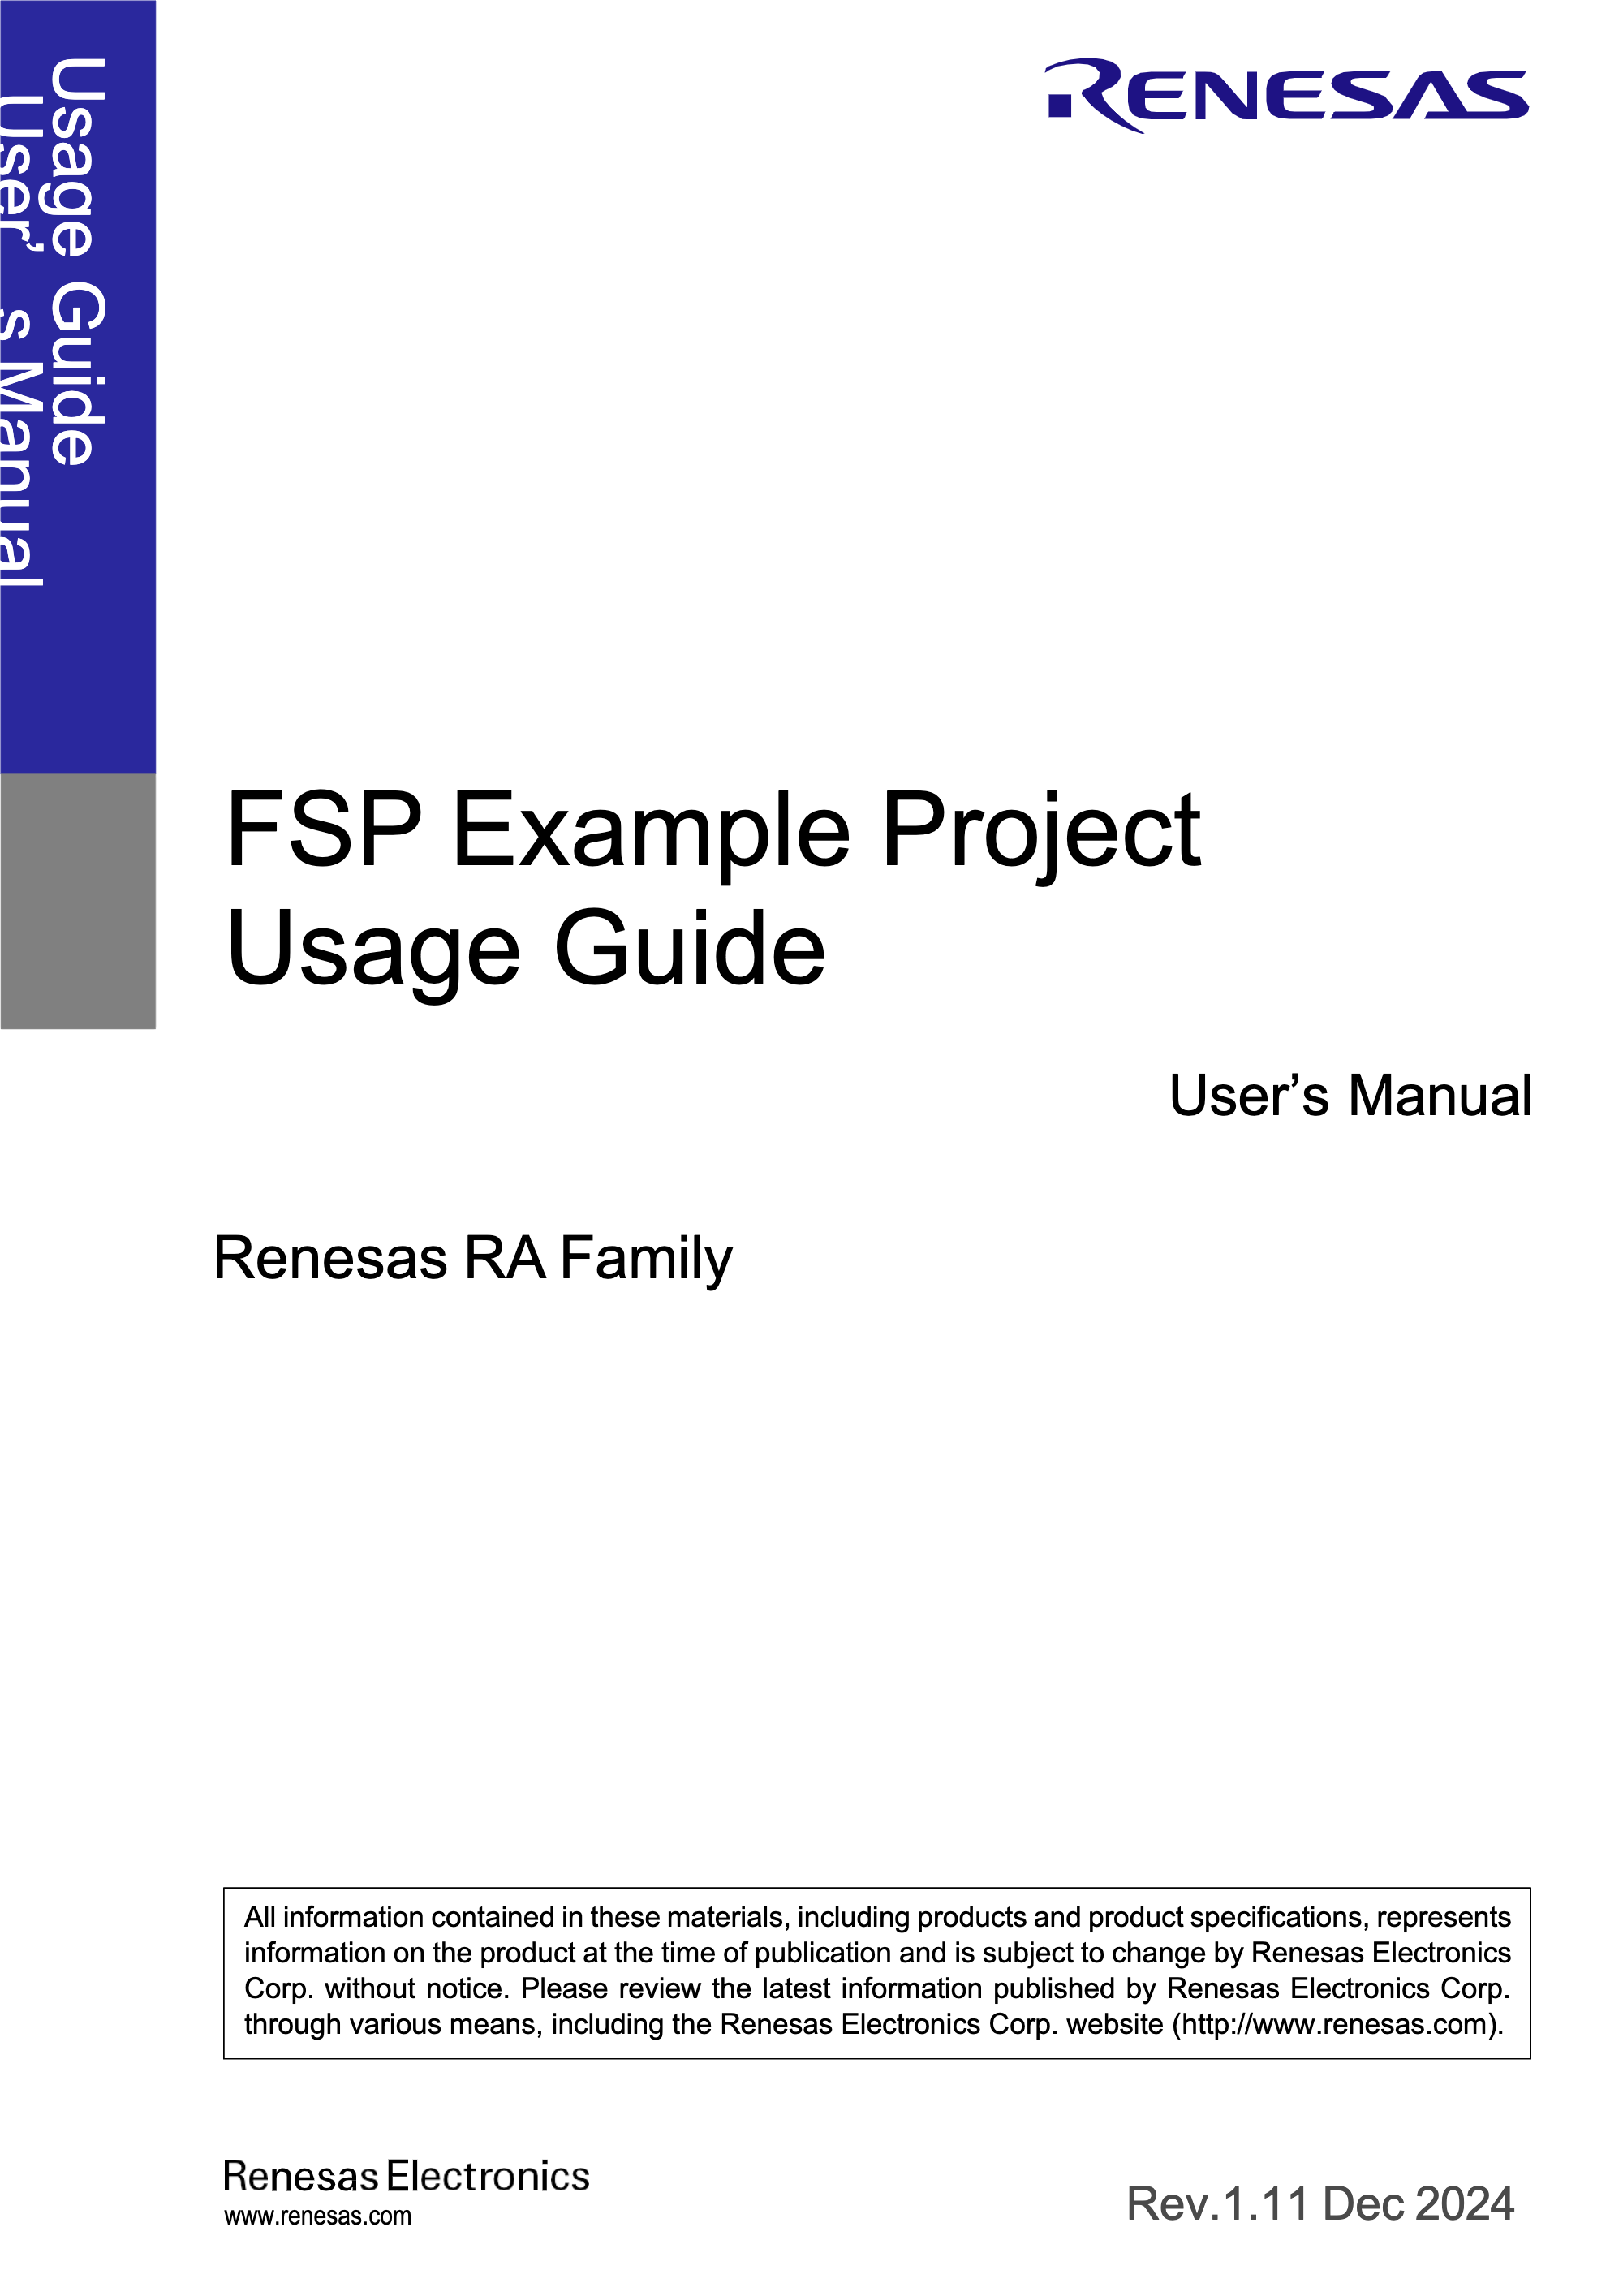 Usage Guide
User's Manual
RENESAS
FSP Example Project
Usage Guide
User’s Manual
Renesas RA Family
All information contained in these materials, including products and product specifications, represents
information on the product at the time of publication and is subject to change by Renesas Electronics
Corp. without notice. Please review the latest information published by Renesas Electronics Corp.
through various means, including the Renesas Electronics Corp. website (http://www.renesas.com).
Renesas Electronics
www.renesas.com
Rev.1.11 Dec 2024